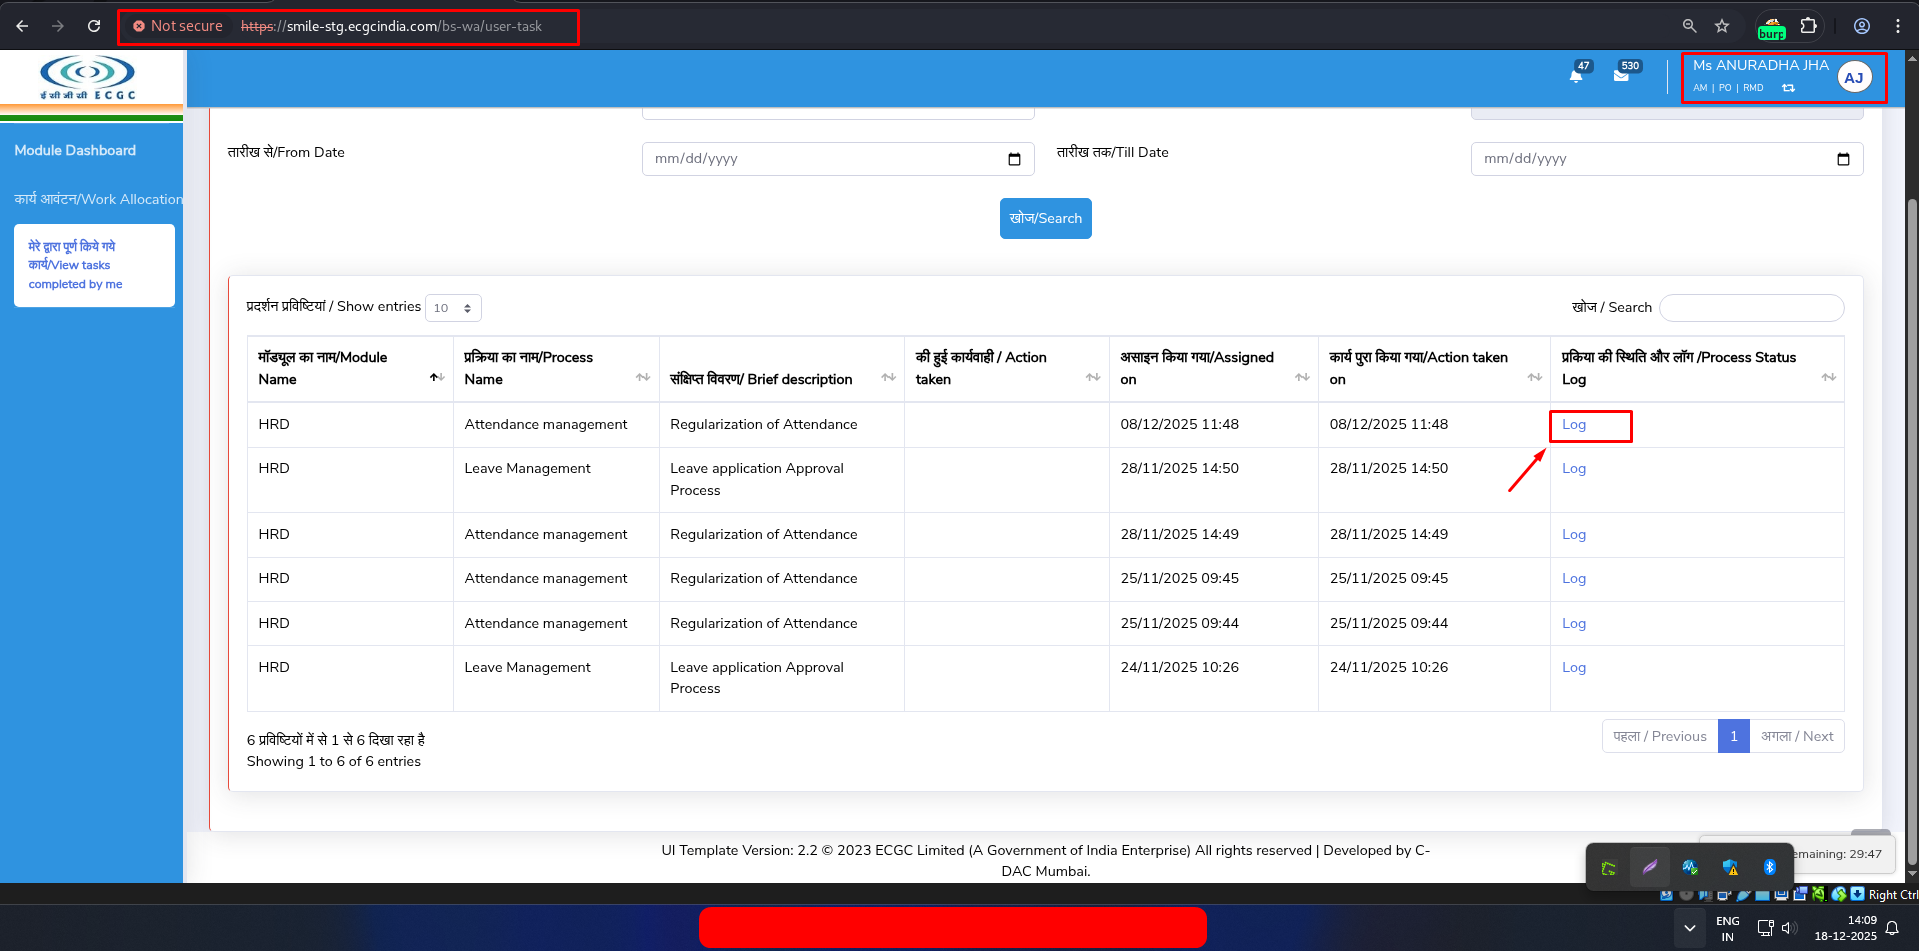 Not secure https://smile-stg.ecgcindia.com/bs-wa/user-task
burp
ई सी जी सी E C G C
47
530
Ms ANURADHA JHA
AM | PO | RMD
AJ
Module Dashboard
कार्य आवंटन/Work Allocation
मेरे द्वारा पूर्ण किये गये
कार्य/View tasks
completed by me
तारीख से/From Date
mm/dd/yyyy
तारीख तक/Till Date
mm/dd/yyyy
खोज/Search
प्रदर्शन प्रविष्टियां / Show entries 10
खोज / Search
मॉड्यूल का नाम/Module
Name
प्रक्रिया का नाम/Process
Name
संक्षिप्त विवरण/ Brief description
की हुई कार्यवाही / Action
taken
असाइन किया गया/Assigned
on
कार्य पुरा किया गया/Action taken
on
प्रकिया की स्थिति और लॉग /Process Status
Log
HRD Attendance management Regularization of Attendance 08/12/2025 11:48 08/12/2025 11:48 Log
HRD Leave Management Leave application Approval 28/11/2025 14:50 28/11/2025 14:50 Log
Process
HRD Attendance management Regularization of Attendance 28/11/2025 14:49 28/11/2025 14:49 Log
HRD Attendance management Regularization of Attendance 25/11/2025 09:45 25/11/2025 09:45 Log
HRD Attendance management Regularization of Attendance 25/11/2025 09:44 25/11/2025 09:44 Log
HRD Leave Management Leave application Approval 24/11/2025 10:26 24/11/2025 10:26 Log
Process
6 प्रविष्टियों में से 1 से 6 दिखा रहा है
Showing 1 to 6 of 6 entries
पहला / Previous 1 अगला / Next
UI Template Version: 2.2 © 2023 ECGC Limited (A Government of India Enterprise) All rights reserved | Developed by C-
DAC Mumbai.
emaining: 29:47
Right Ctrl
ENG
IN
14:09
18-12-2025